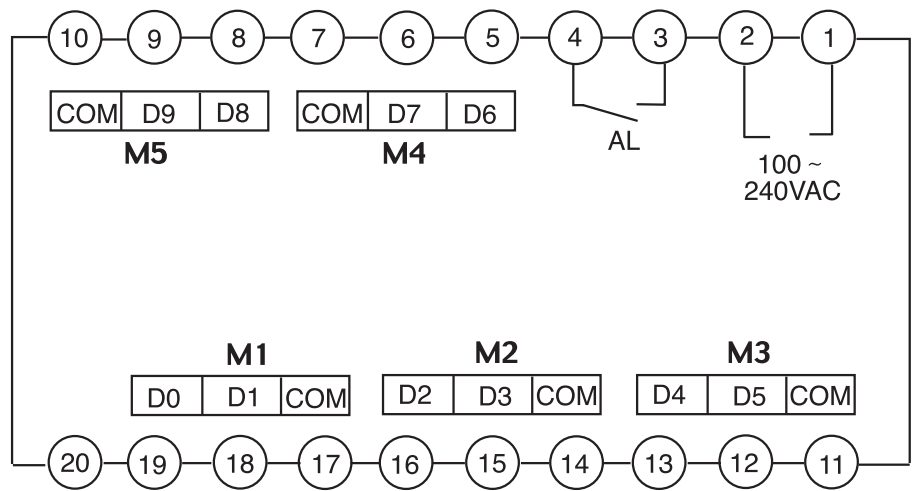 10 9 8 7 6 5 4 3 2 1
COM D9 D8 COM D7 D6
M5 M4 AL
100 ~
240VAC
M1 M2 M3
D0 D1 COM D2 D3 COM D4 D5 COM
20 19 18 17 16 15 14 13 12 11